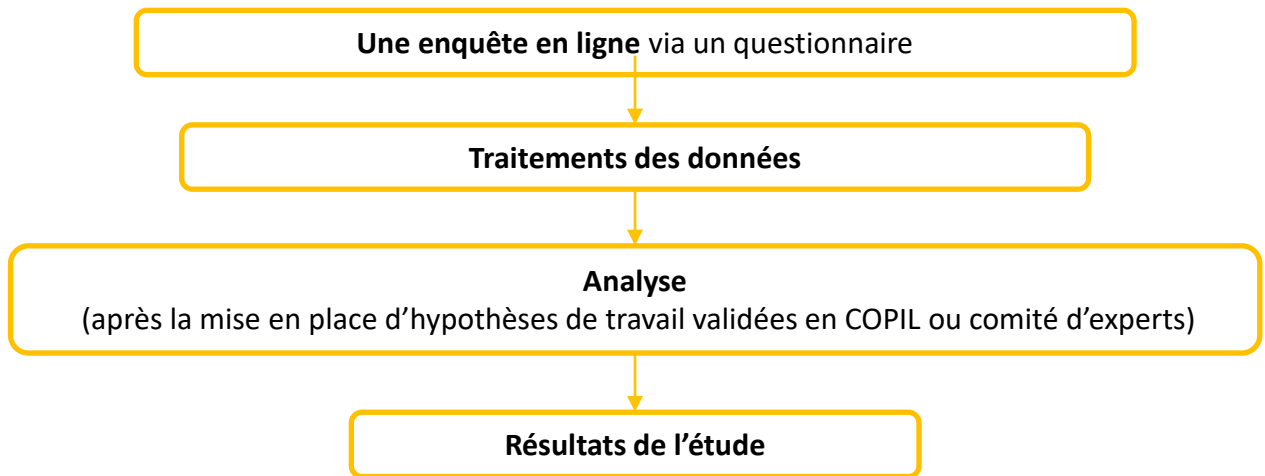 Une enquête en ligne via un questionnaire
Traitements des données
Analyse
(après la mise en place d’hypothèses de travail validées en COPIL ou comité d’experts)
Résultats de l’étude